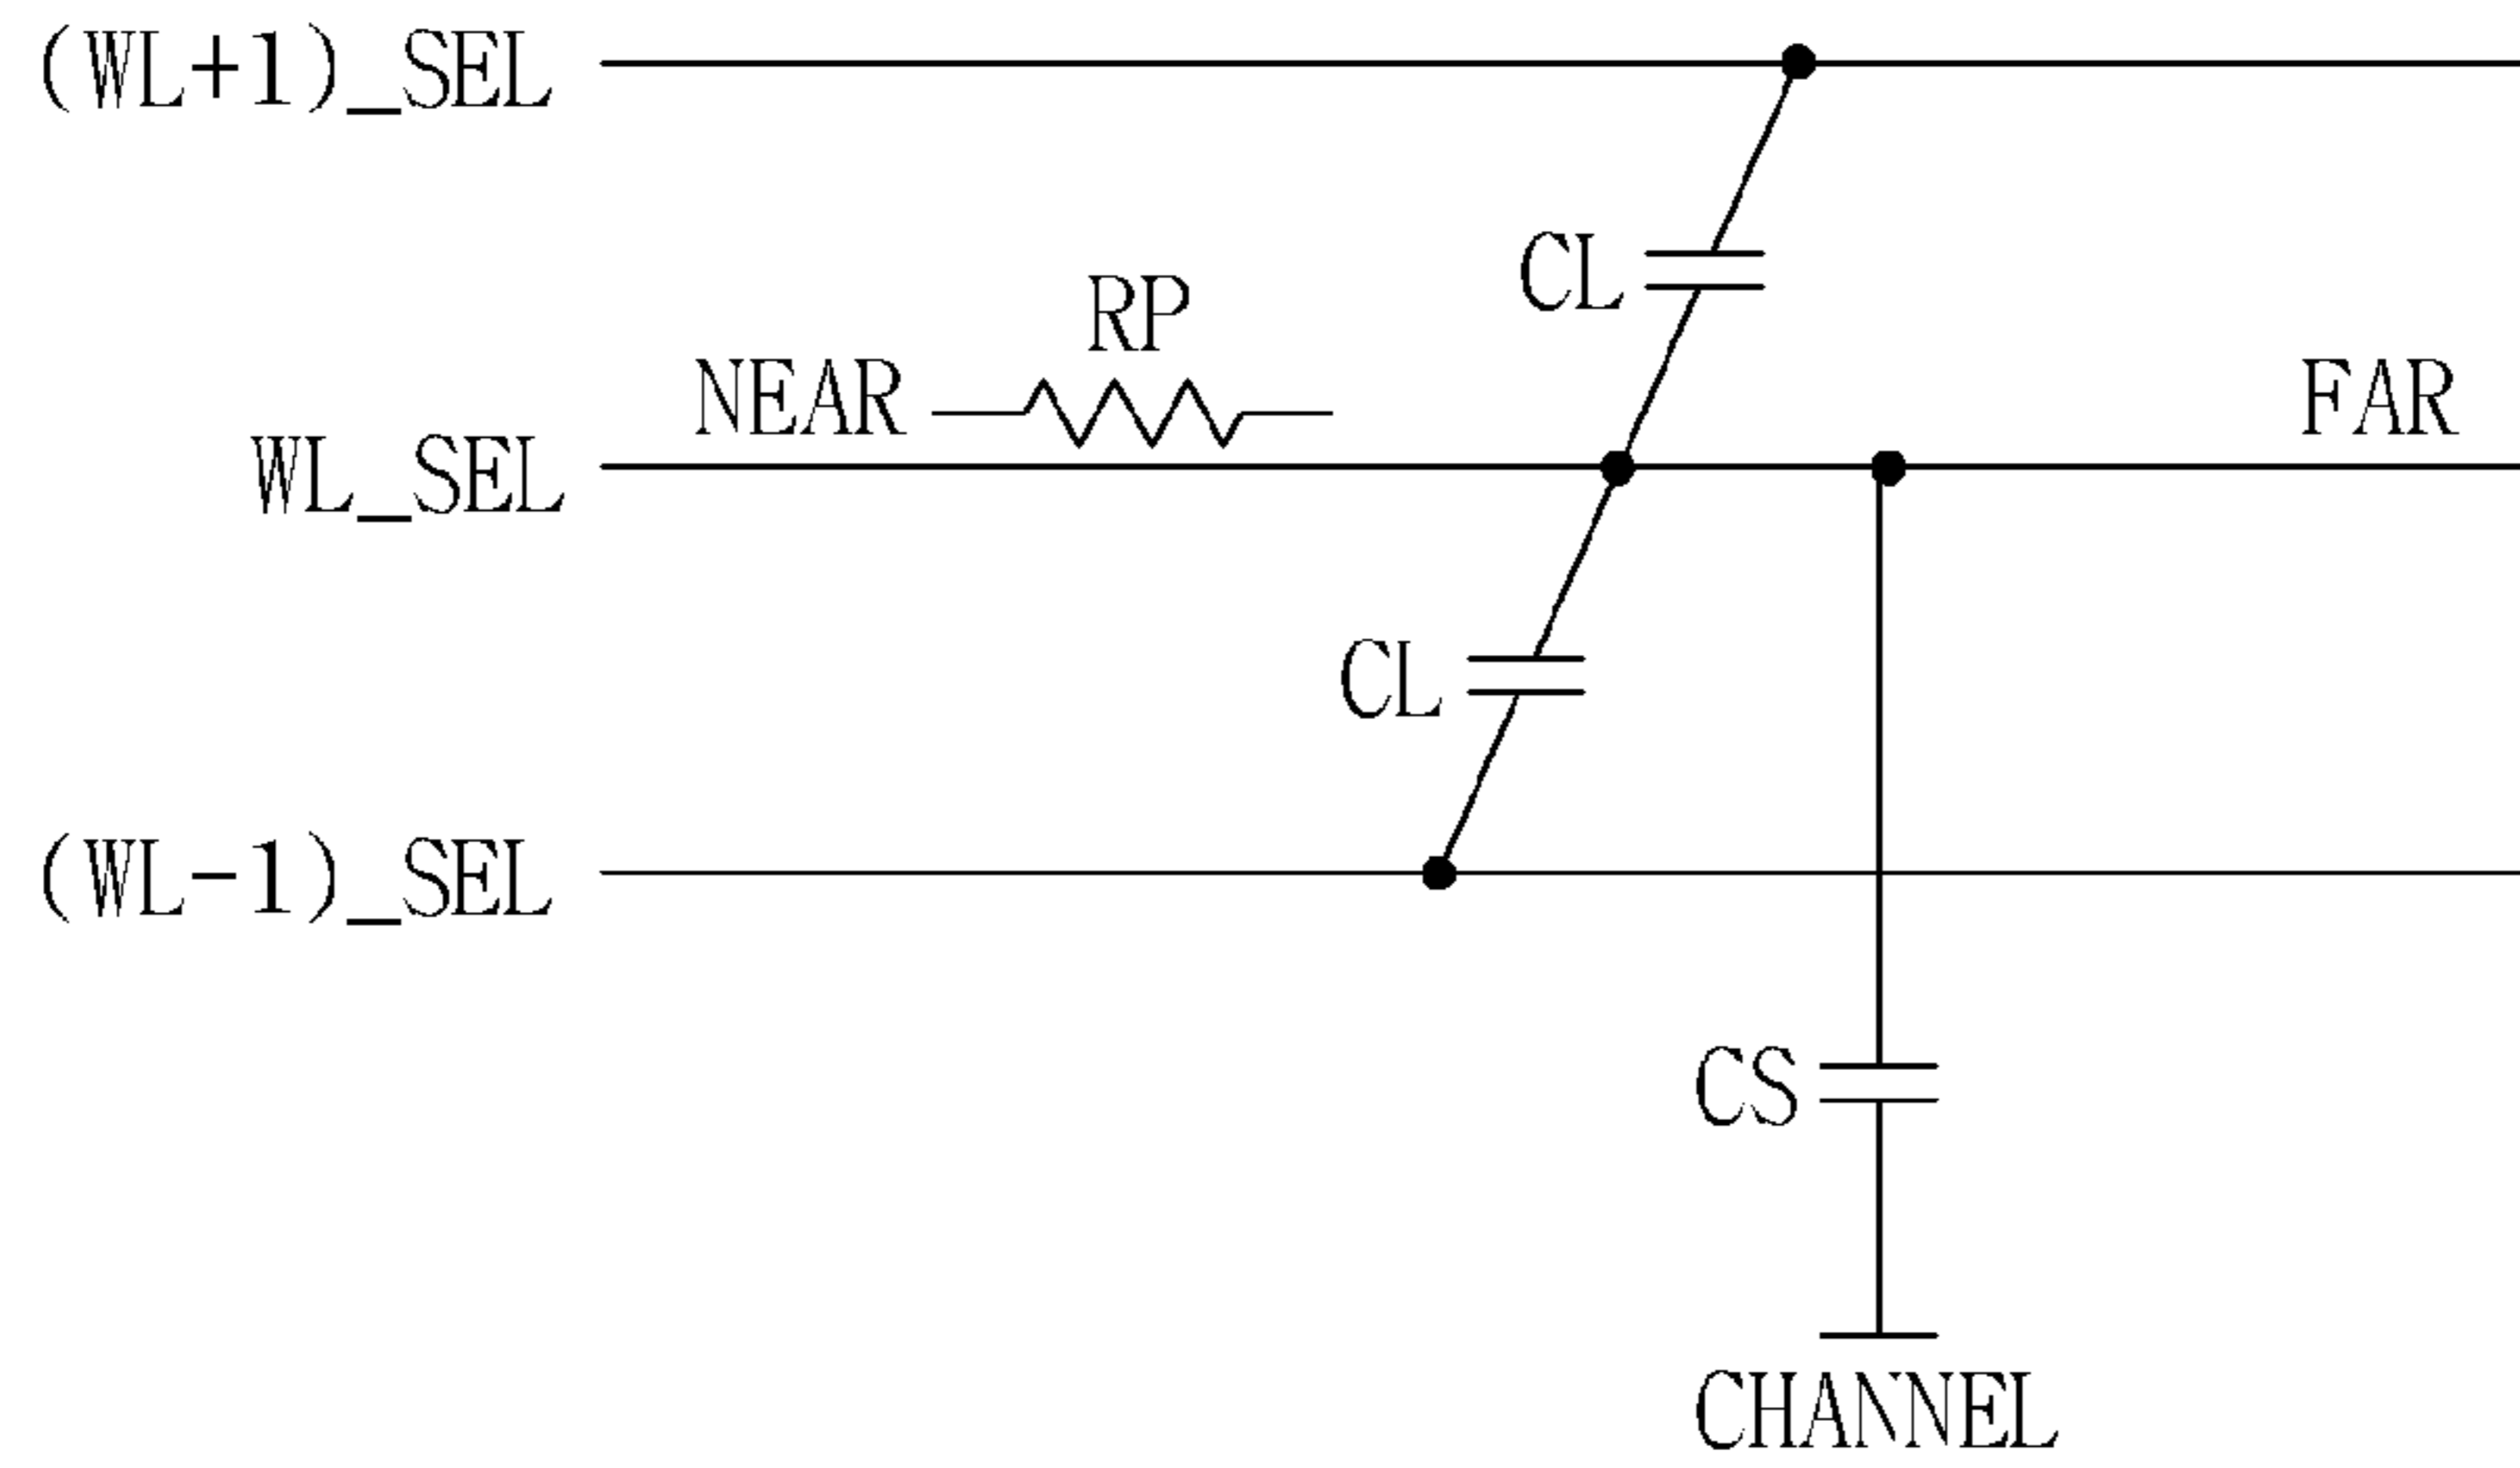 (WL+1)_SEL
CL
RP
NEAR
FAR
WL_SEL
CL
(WL-1)_SEL
CS
CHANNEL